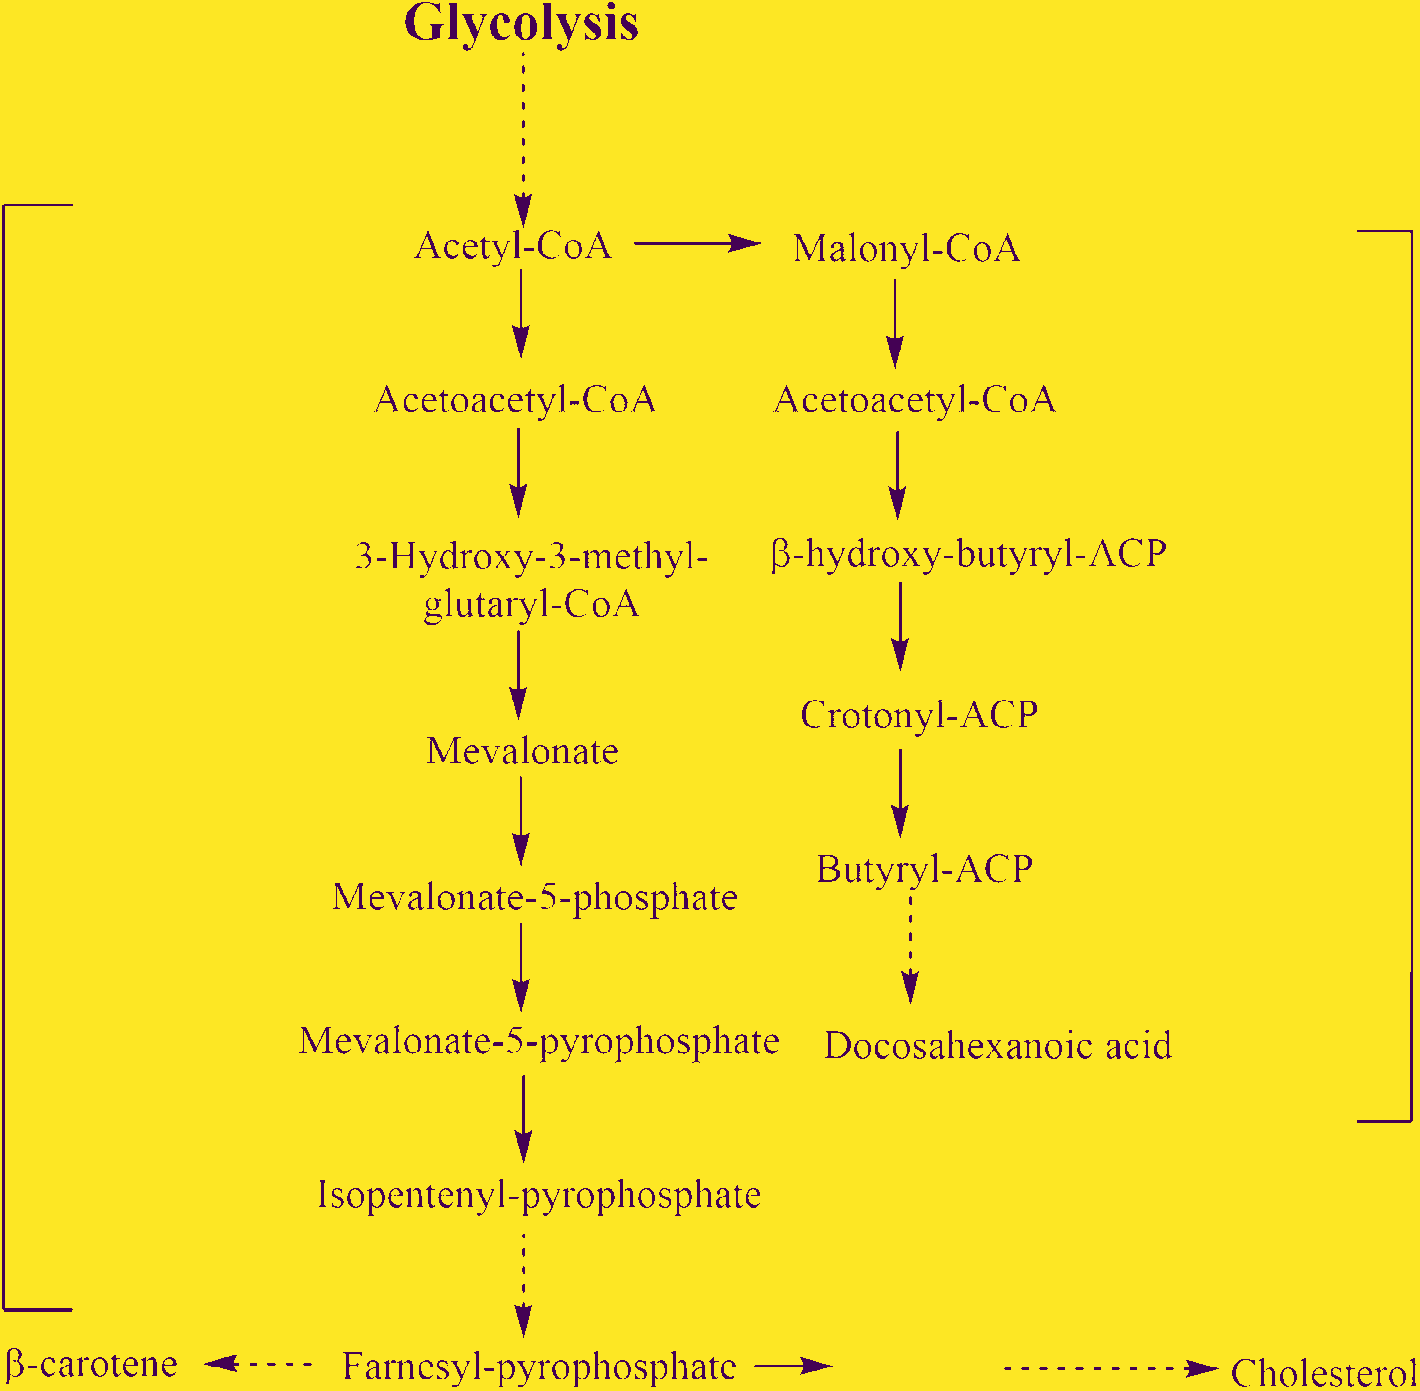 Glycolysis
Acetyl-CoA
Malonyl-CoA
Acetoacetyl-CoA
Acetoacetyl-CoA
3-Hydroxy-3-methyl-
glutaryl-CoA
β-hydroxy-butyryl-ACP
Mevalonate
Crotonyl-ACP
Mevalonate-5-phosphate
Butyryl-ACP
Mevalonate-5-pyrophosphate
Docosahexanoic acid
Isopentenyl-pyrophosphate
β-carotene
Farnesyl-pyrophosphate
Cholesterol